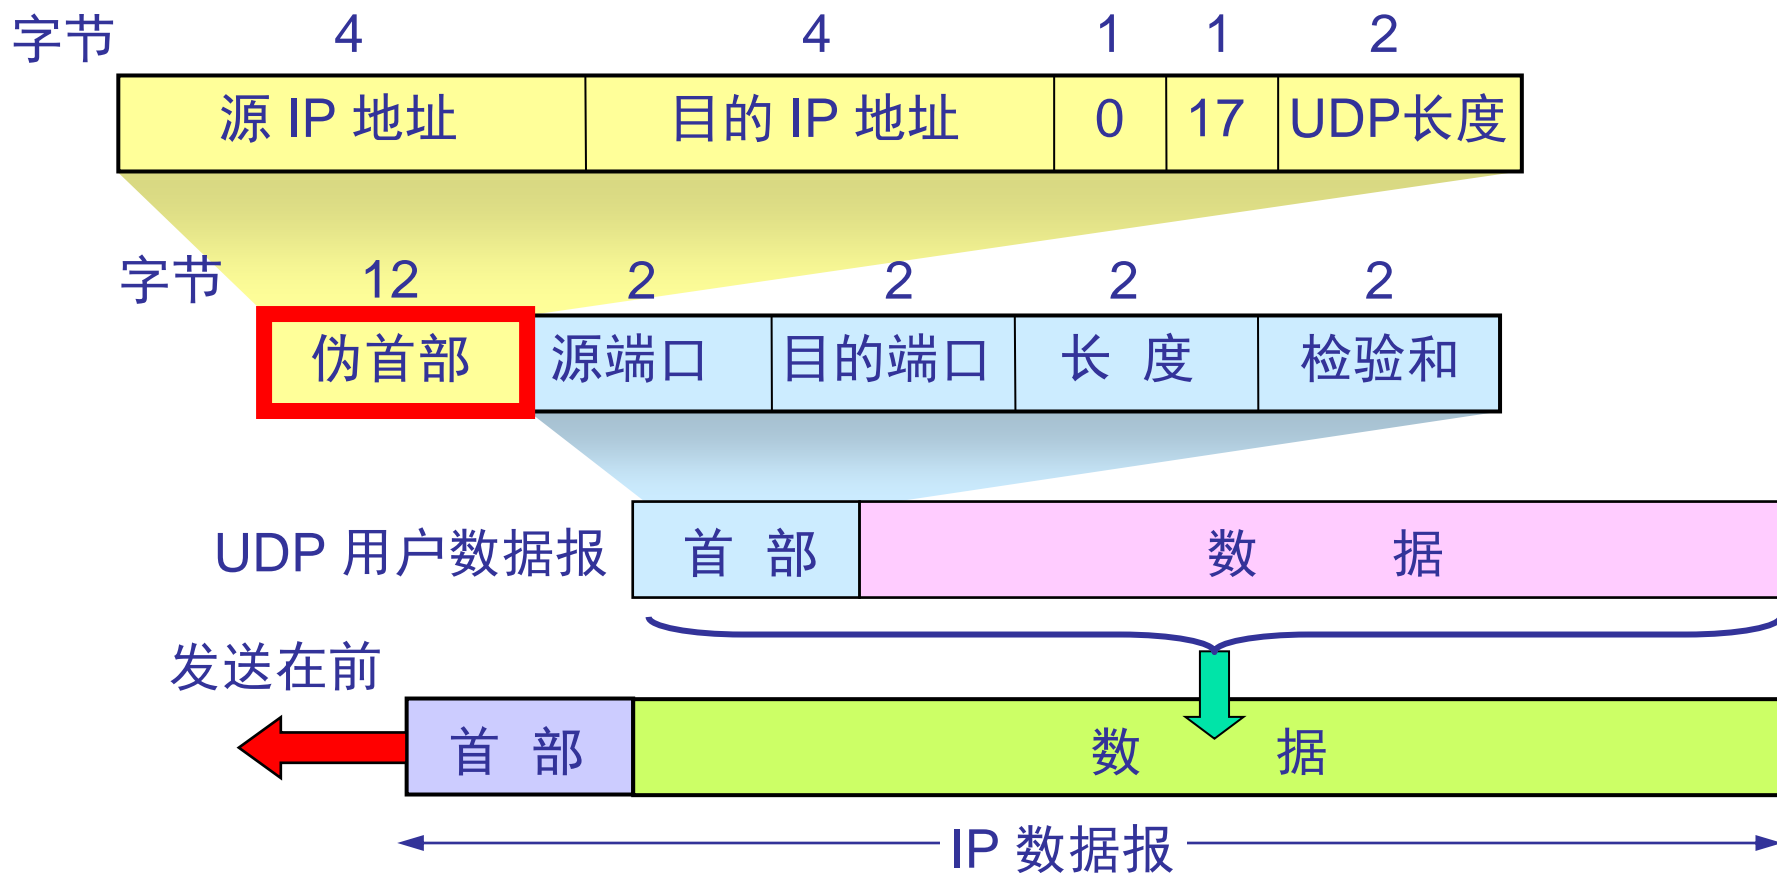 字节 4 4 1 1 2
源 IP 地址 目的 IP 地址 0 17 UDP长度
字节 12 2 2 2 2
伪首部 源端口 目的端口 长 度 检验和
UDP 用户数据报 首 部 数 据
发送在前
首 部 数 据
IP 数据报